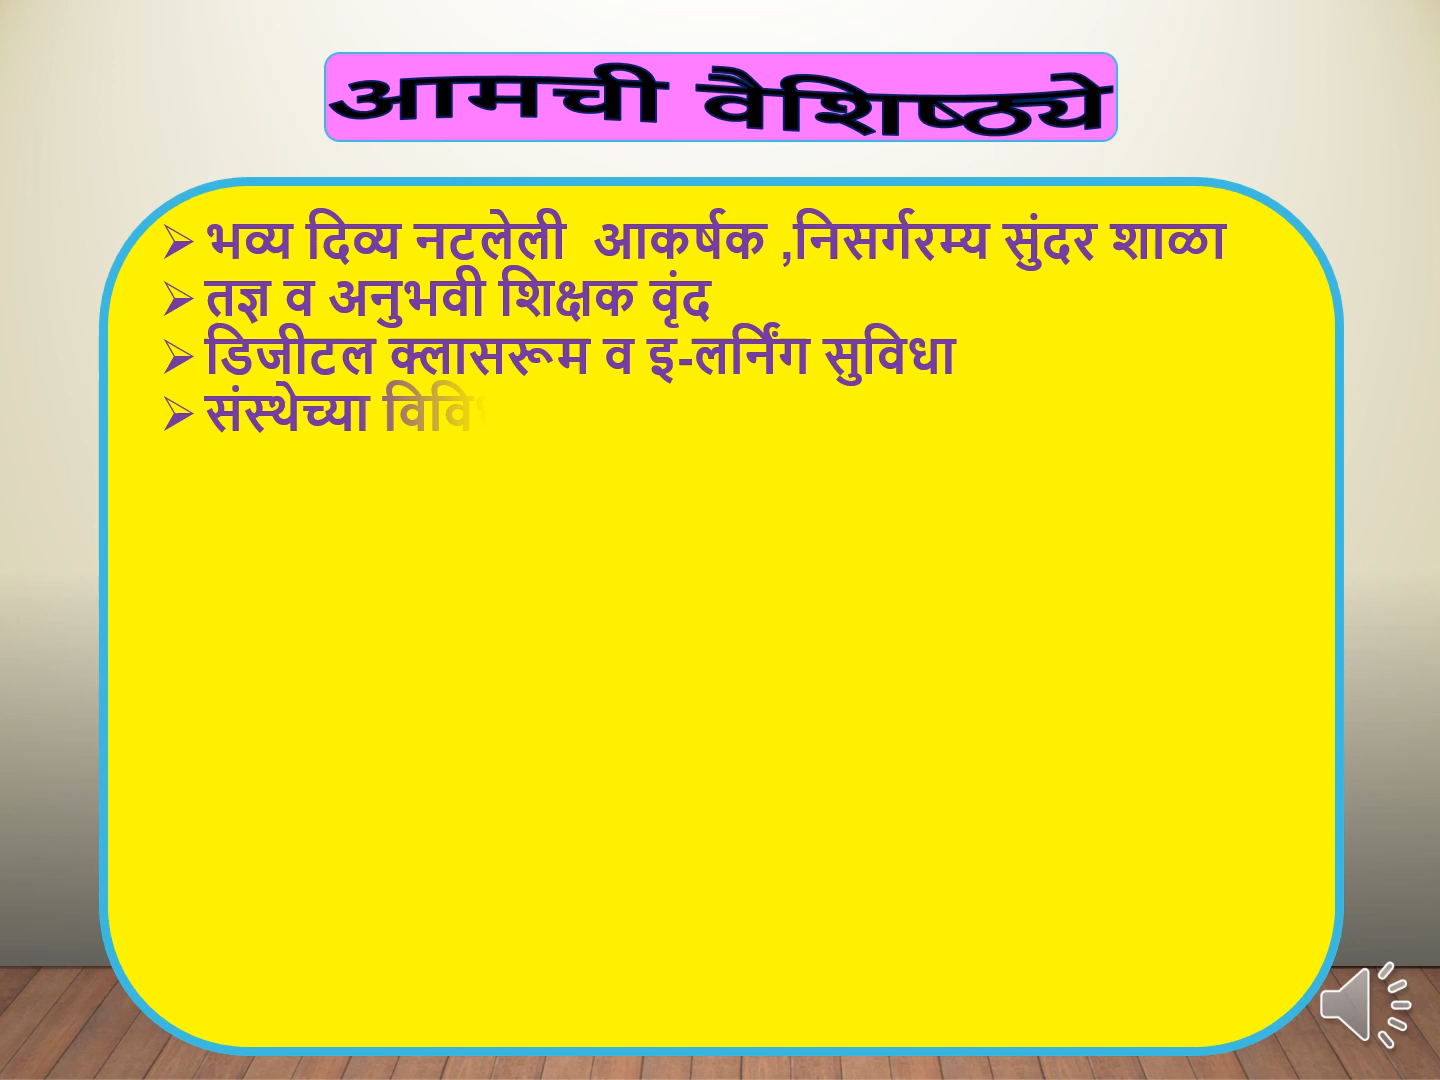 आमची वैशिष्ठ्ये
भव्य दिव्य नटलेली आकर्षक ,निसर्गरम्य सुंदर शाळा
तज्ञ व अनुभवी शिक्षक वृंद
डिजीटल क्लासरूम व इ-लर्निंग सुविधा
संस्थेच्या